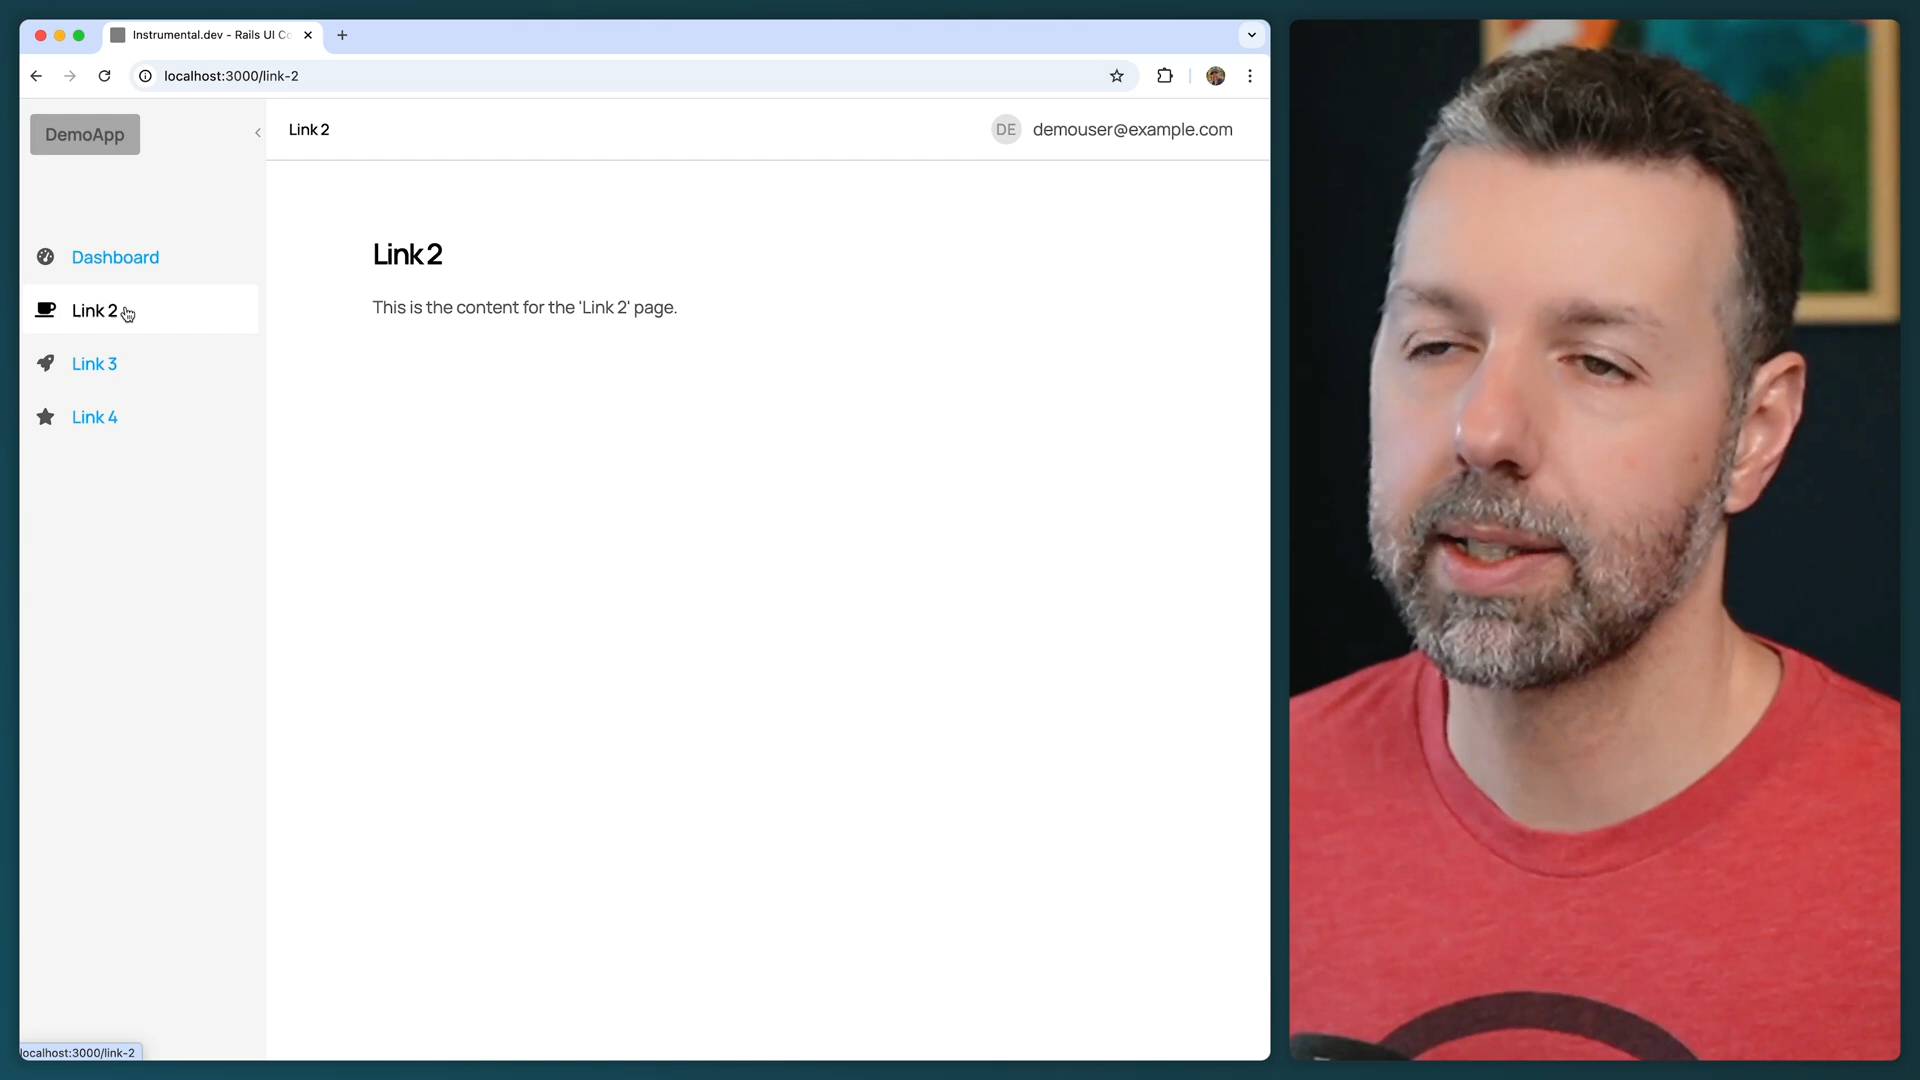 Instrumental.dev - Rails UI Co
localhost:3000/link-2
DemoApp
Link 2
DE
demouser@example.com
Dashboard
Link 2
Link 3
Link 4
Link 2
This is the content for the 'Link 2' page.
localhost:3000/link-2